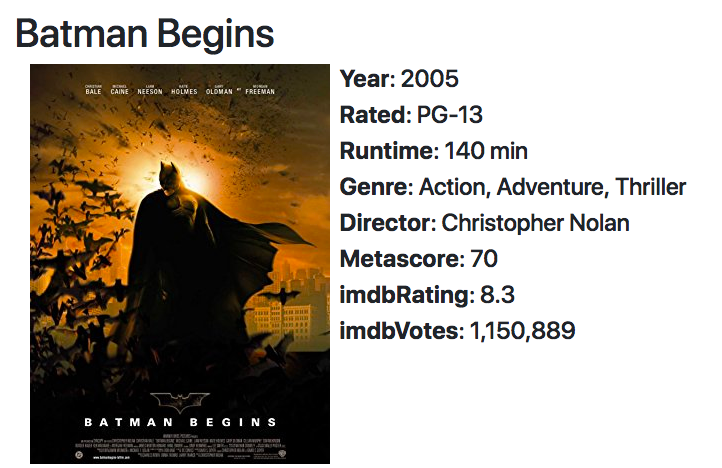 Batman Begins
CHRISTIAN BALE MICHAEL CAINE LIAM NEESON KATIE HOLMES GARY OLDMAN AND MORGAN FREEMAN
Year: 2005
Rated: PG-13
Runtime: 140 min
Genre: Action, Adventure, Thriller
Director: Christopher Nolan
Metascore: 70
imdbRating: 8.3
imdbVotes: 1,150,889
BATMAN BEGINS